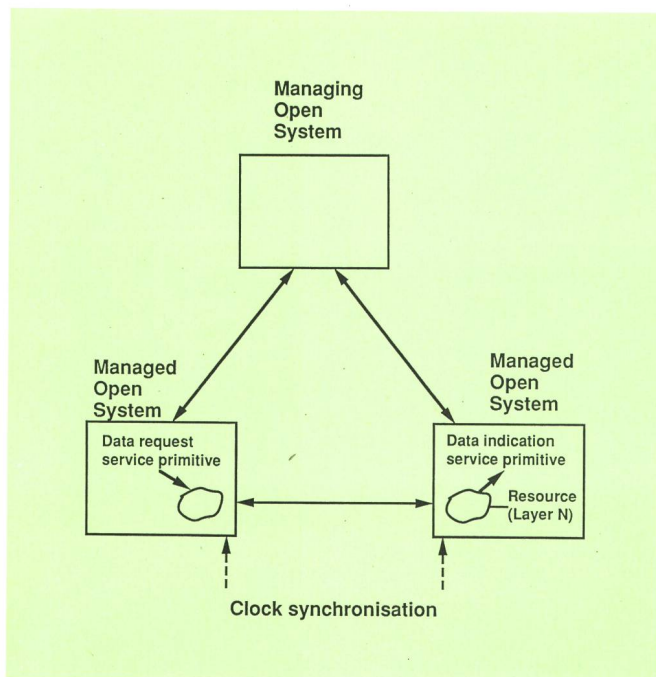 Managing
Open
System
Managed
Open
System
Managed
Open
System
Data request
service primitive
Data indication
service primitive
Resource
(Layer N)
Clock synchronisation